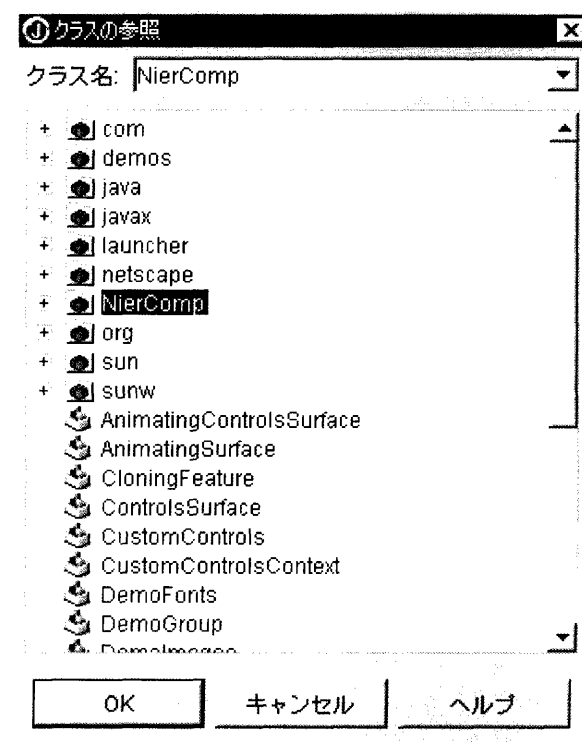 クラスの参照
クラス名: NierComp
com
demos
java
javax
launcher
netscape
NierComp
org
sun
sunw
AnimatingControlsSurface
AnimatingSurface
CloningFeature
ControlsSurface
CustomControls
CustomControlsContext
DemoFonts
DemoGroup
DemoImages
OK キャンセル ヘルプ